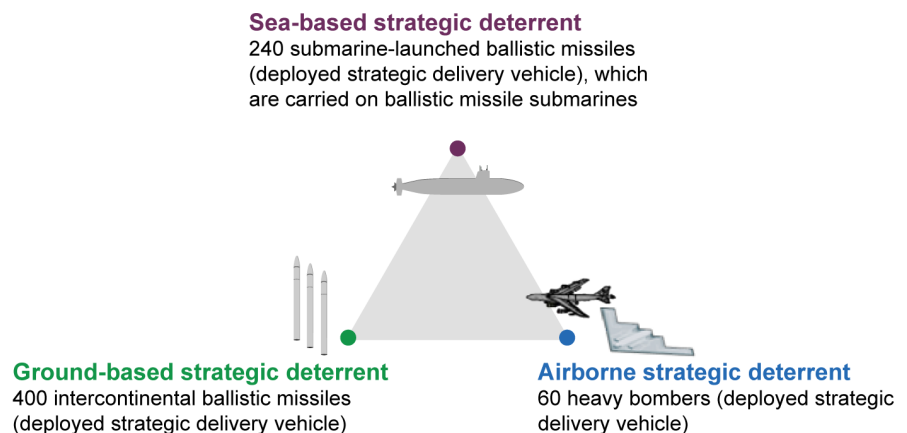 Sea-based strategic deterrent
240 submarine-launched ballistic missiles
(deployed strategic delivery vehicle), which
are carried on ballistic missile submarines
Ground-based strategic deterrent
400 intercontinental ballistic missiles
(deployed strategic delivery vehicle)
Airborne strategic deterrent
60 heavy bombers (deployed strategic
delivery vehicle)